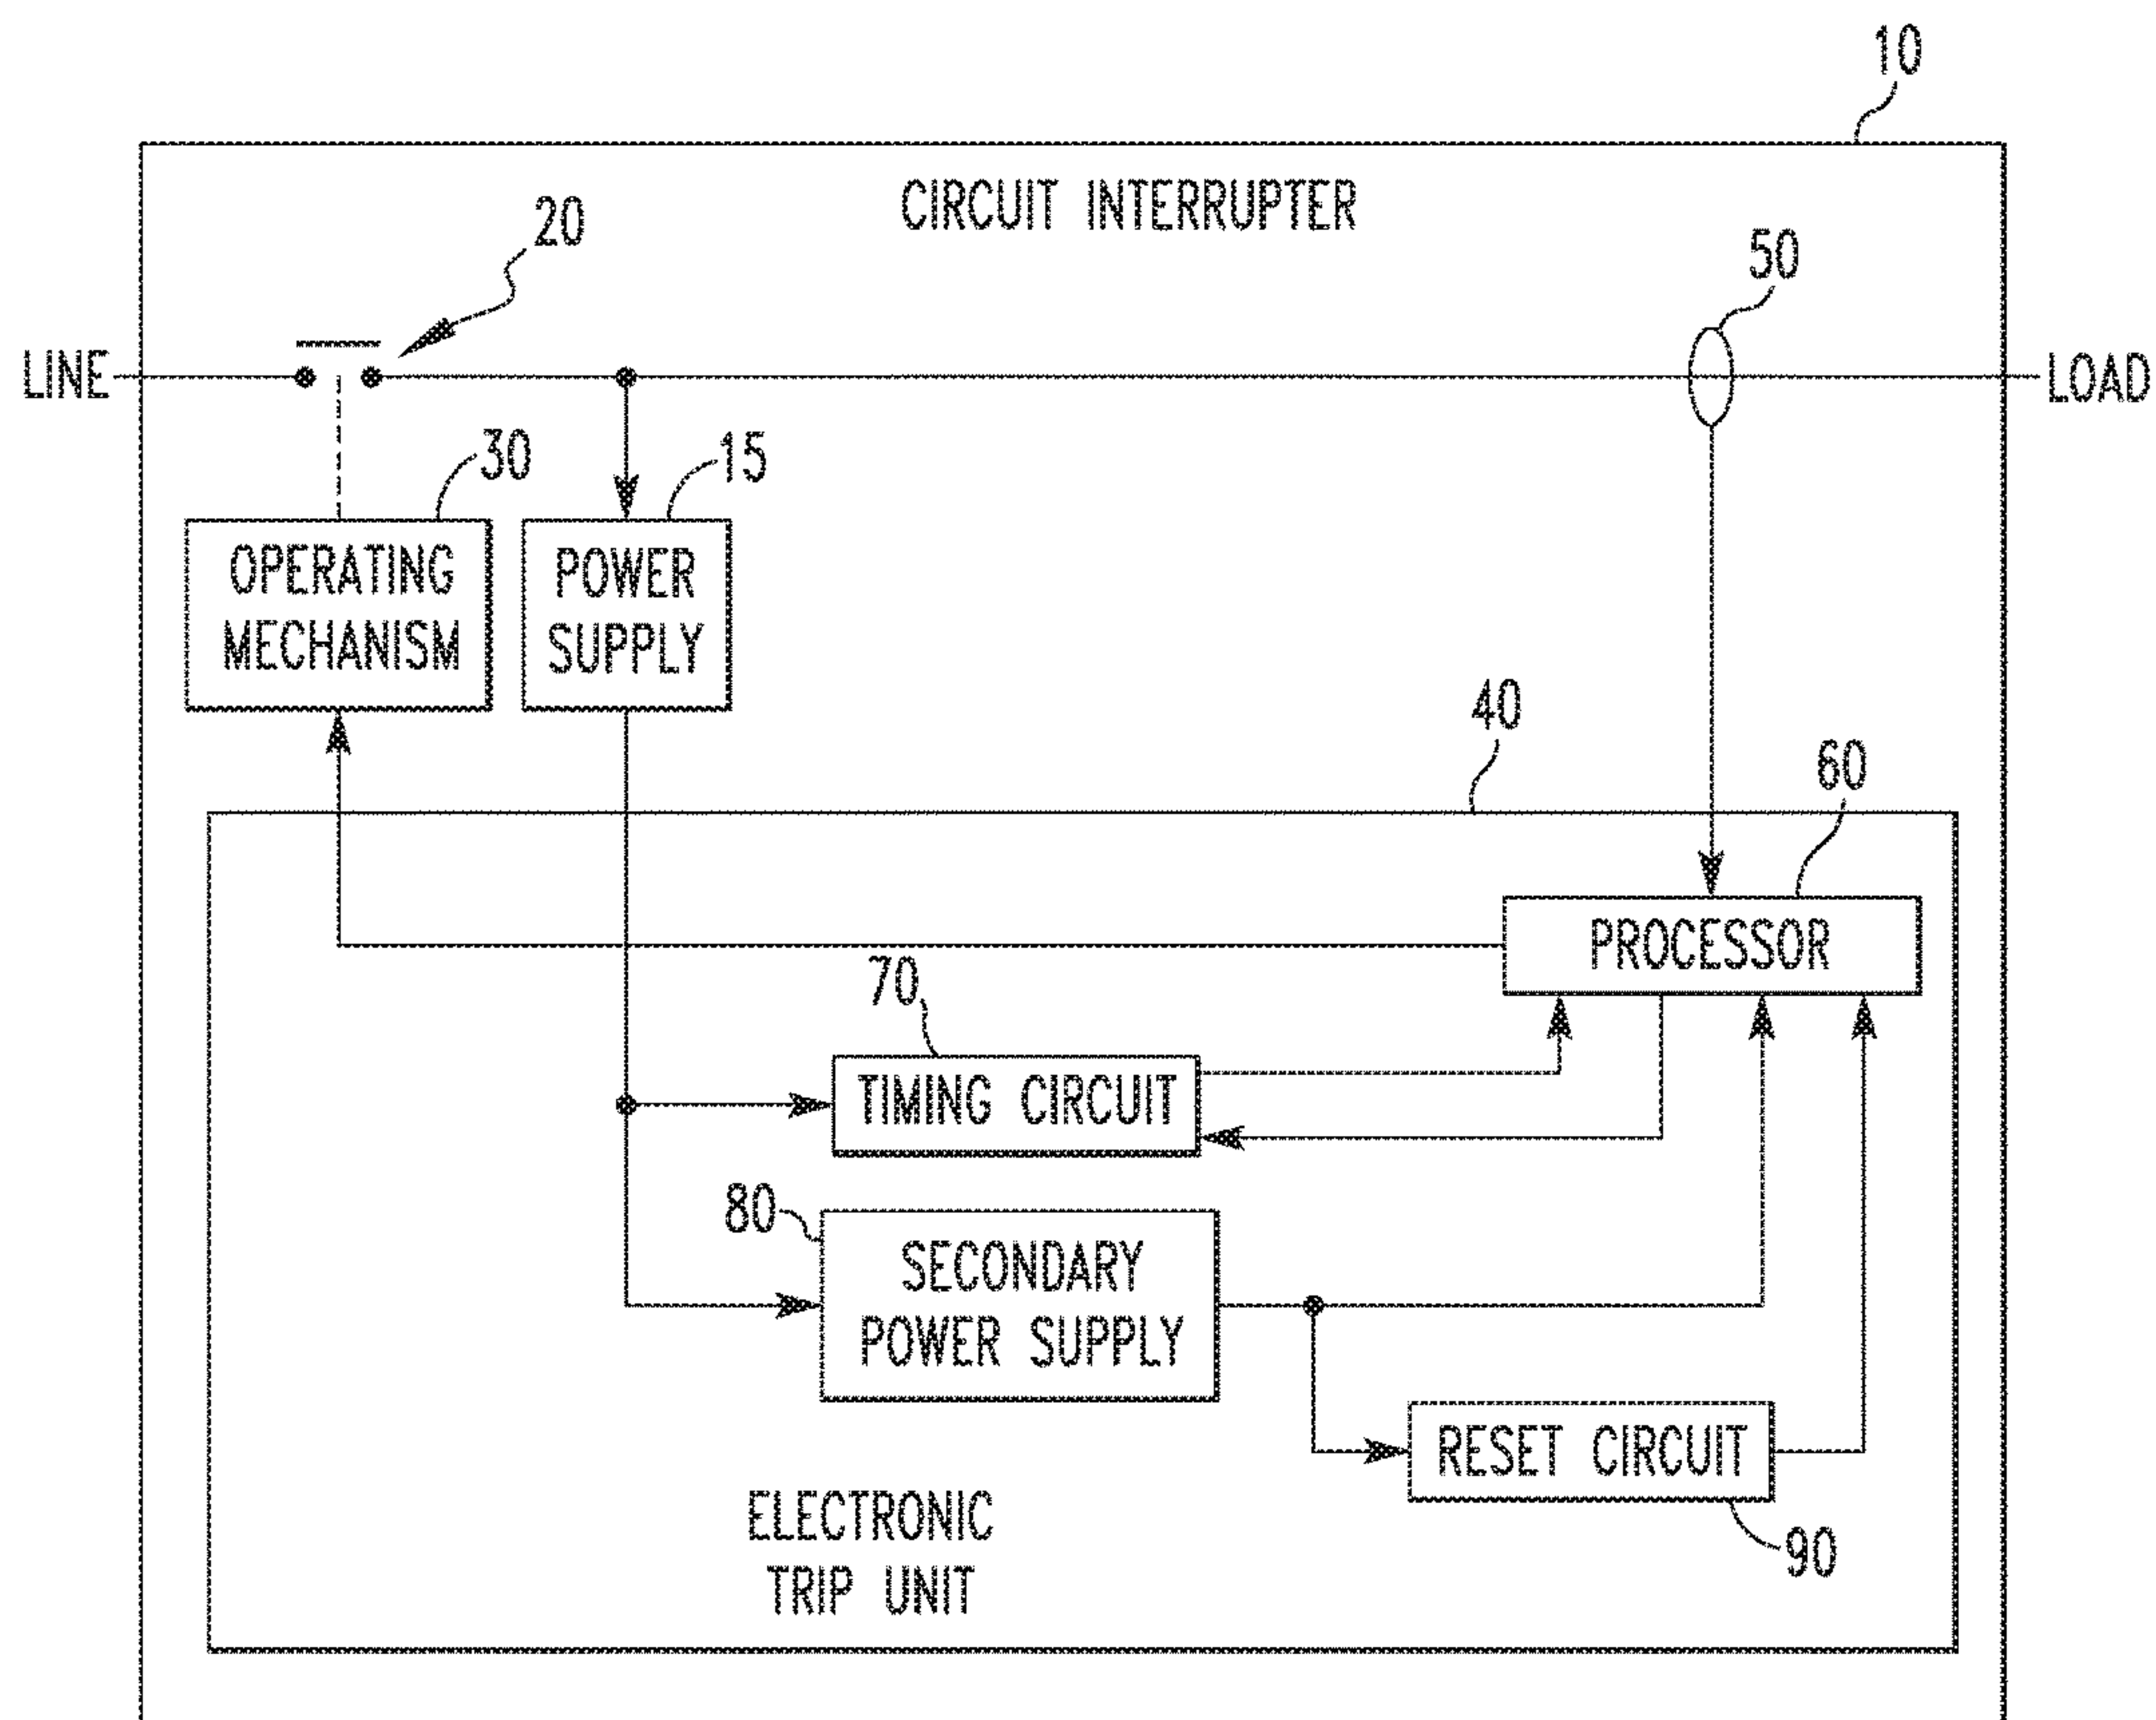 10
CIRCUIT INTERRUPTER
20
50
LINE
LOAD
30
15
OPERATING
MECHANISM
POWER
SUPPLY
40
60
PROCESSOR
70
TIMING CIRCUIT
80
SECONDARY
POWER SUPPLY
RESET CIRCUIT
90
ELECTRONIC
TRIP UNIT